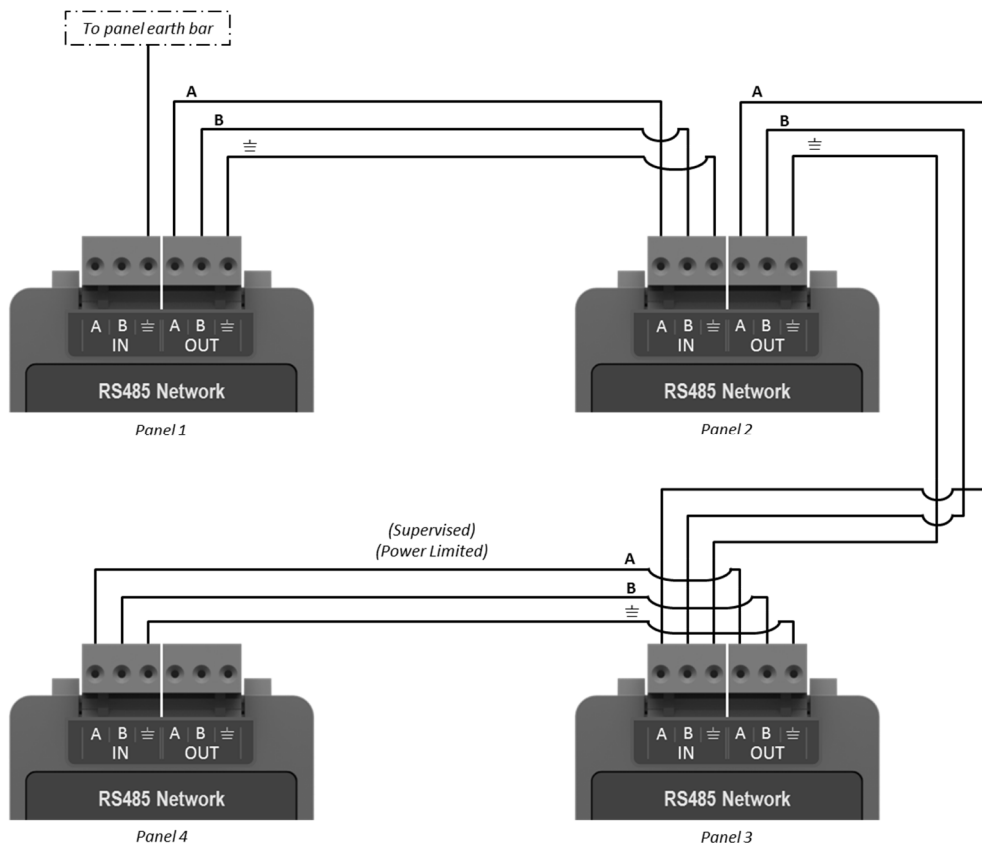 To panel earth bar
A
B
A
B
A B A B
IN OUT
RS485 Network
Panel 1
A B A B
IN OUT
RS485 Network
Panel 2
(Supervised)
(Power Limited)
A
B
A B A B
IN OUT
RS485 Network
Panel 4
A B A B
IN OUT
RS485 Network
Panel 3